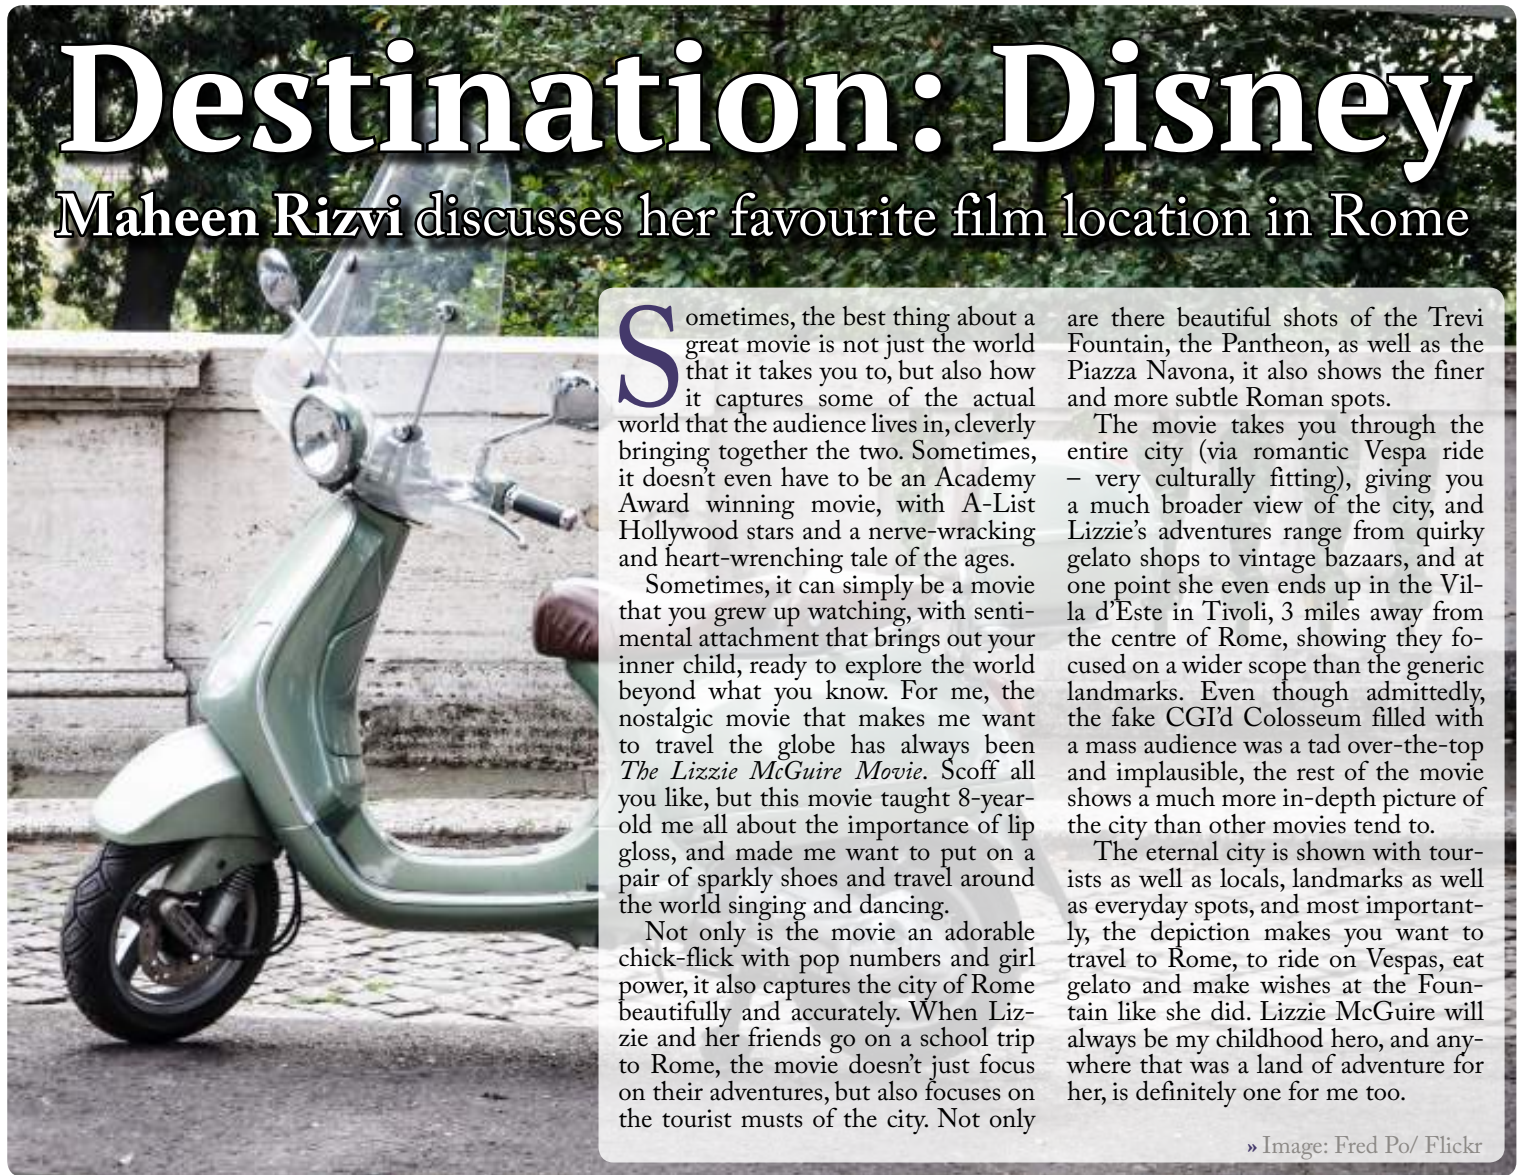 Destination: Disney
Maheen Rizvi discusses her favourite film location in Rome
Sometimes, the best thing about a
great movie is not just the world
that it takes you to, but also how
it captures some of the actual
world that the audience lives in, cleverly
bringing together the two. Sometimes,
it doesn't even have to be an Academy
Award winning movie, with A-List
Hollywood stars and a nerve-wracking
and heart-wrenching tale of the ages.
Sometimes, it can simply be a movie
that you grew up watching, with senti-
mental attachment that brings out your
inner child, ready to explore the world
beyond what you know. For me, the
nostalgic movie that makes me want
to travel the globe has always been
The Lizzie McGuire Movie. Scoff all
you like, but this movie taught 8-year-
old me all about the importance of lip
gloss, and made me want to put on a
pair of sparkly shoes and travel around
the world singing and dancing.
Not only is the movie an adorable
chick-flick with pop numbers and girl
power, it also captures the city of Rome
beautifully and accurately. When Liz-
zie and her friends go on a school trip
to Rome, the movie doesn't just focus
on their adventures, but also focuses on
the tourist musts of the city. Not only
are there beautiful shots of the Trevi
Fountain, the Pantheon, as well as the
Piazza Navona, it also shows the finer
and more subtle Roman spots.
The movie takes you through the
entire city (via romantic Vespa ride
– very culturally fitting), giving you
a much broader view of the city, and
Lizzie's adventures range from quirky
gelato shops to vintage bazaars, and at
one point she even ends up in the Vil-
la d'Este in Tivoli, 3 miles away from
the centre of Rome, showing they fo-
cused on a wider scope than the generic
landmarks. Even though admittedly,
the fake CGI'd Colosseum filled with
a mass audience was a tad over-the-top
and implausible, the rest of the movie
shows a much more in-depth picture of
the city than other movies tend to.
The eternal city is shown with tour-
ists as well as locals, landmarks as well
as everyday spots, and most important-
ly, the depiction makes you want to
travel to Rome, to ride on Vespas, eat
gelato and make wishes at the Foun-
tain like she did. Lizzie McGuire will
always be my childhood hero, and any-
where that was a land of adventure for
her, is definitely one for me too.
» Image: Fred Po/ Flickr